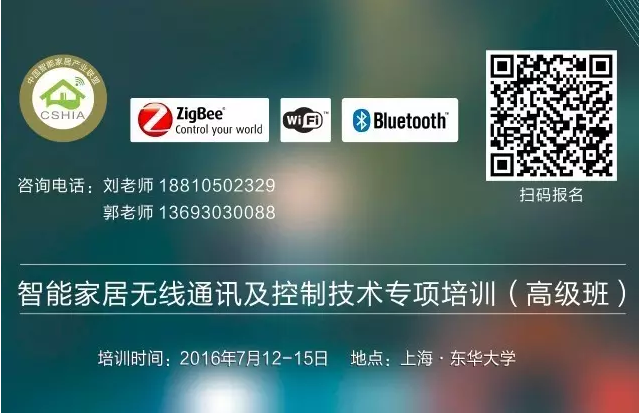 中国智能家居产业联盟
CSHIA
ZigBee®
Control your world
WiFi™
Bluetooth™
咨询电话：刘老师 18810502329
郭老师 13693030088
扫码报名
智能家居无线通讯及控制技术专项培训（高级班）
培训时间：2016年7月12-15日 地点：上海·东华大学